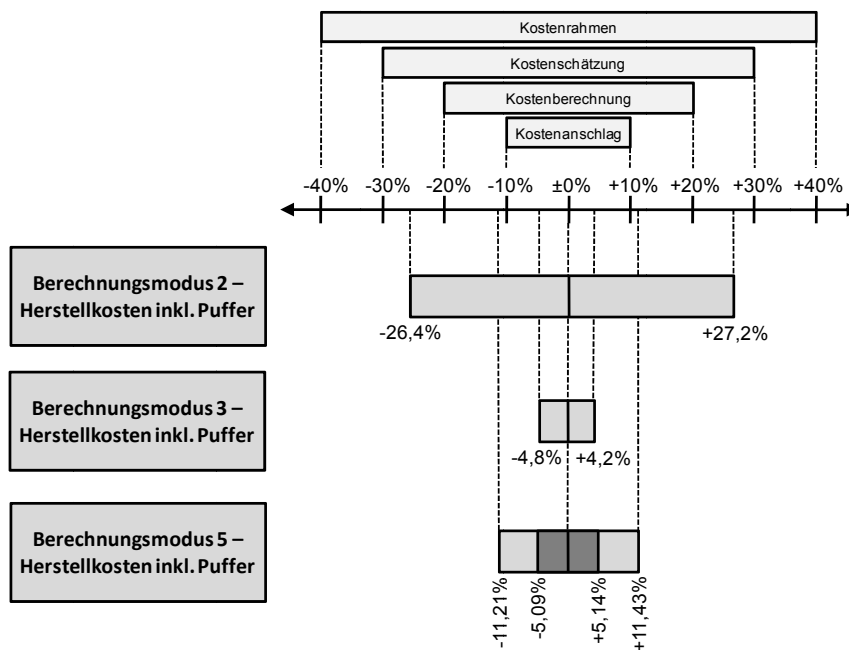 Kostenrahmen
Kostenschätzung
Kostenberechnung
Kostenanschlag
-40% -30% -20% -10% ±0% +10% +20% +30% +40%
Berechnungsmodus 2 –
Herstellkosten inkl. Puffer
-26,4% +27,2%
Berechnungsmodus 3 –
Herstellkosten inkl. Puffer
-4,8% +4,2%
Berechnungsmodus 5 –
Herstellkosten inkl. Puffer
-11,21% -5,09% +5,14% +11,43%